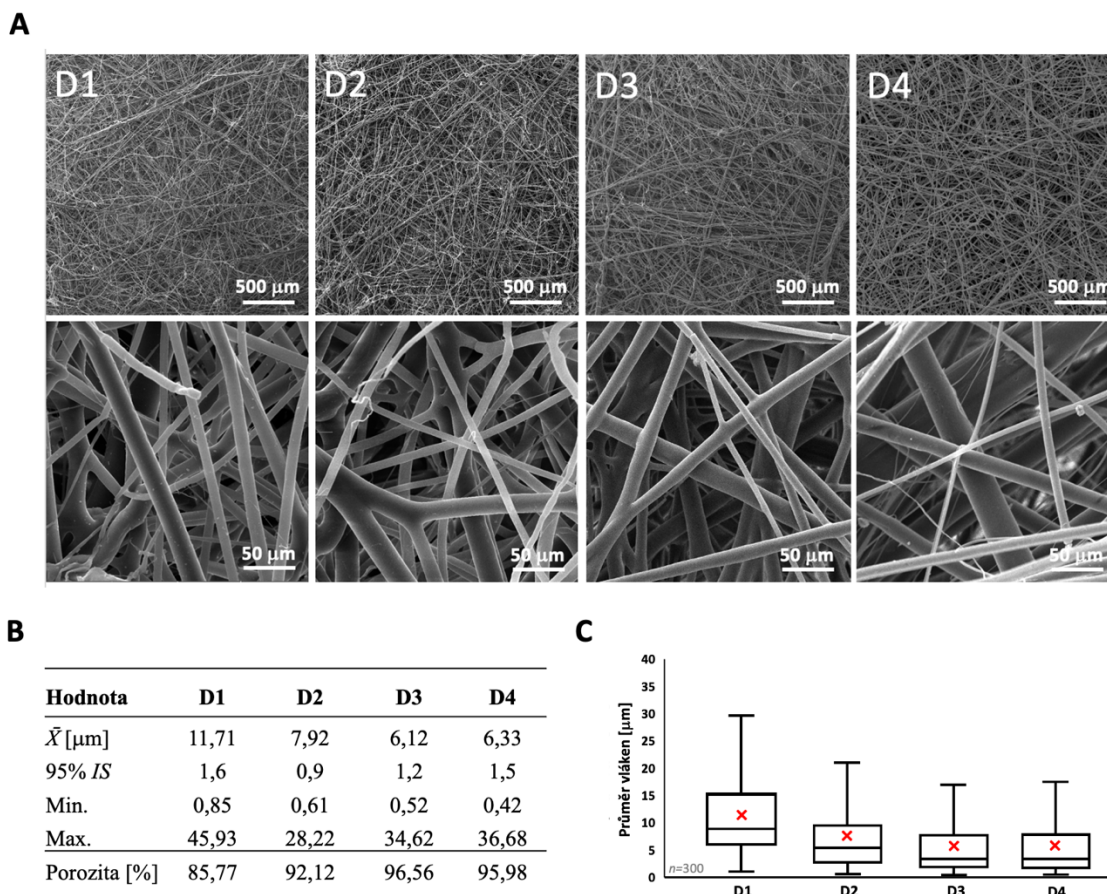 A
D1 D2 D3 D4
500 μm 500 μm 500 μm 500 μm
50 μm 50 μm 50 μm 50 μm
B
Hodnota D1 D2 D3 D4
X̄ [μm] 11,71 7,92 6,12 6,33
95% IS 1,6 0,9 1,2 1,5
Min. 0,85 0,61 0,52 0,42
Max. 45,93 28,22 34,62 36,68
Porozita [%] 85,77 92,12 96,56 95,98
C
Průměr vláken [μm]
40
35
30
25
20
15
10
5
0
n=300
D1 D2 D3 D4